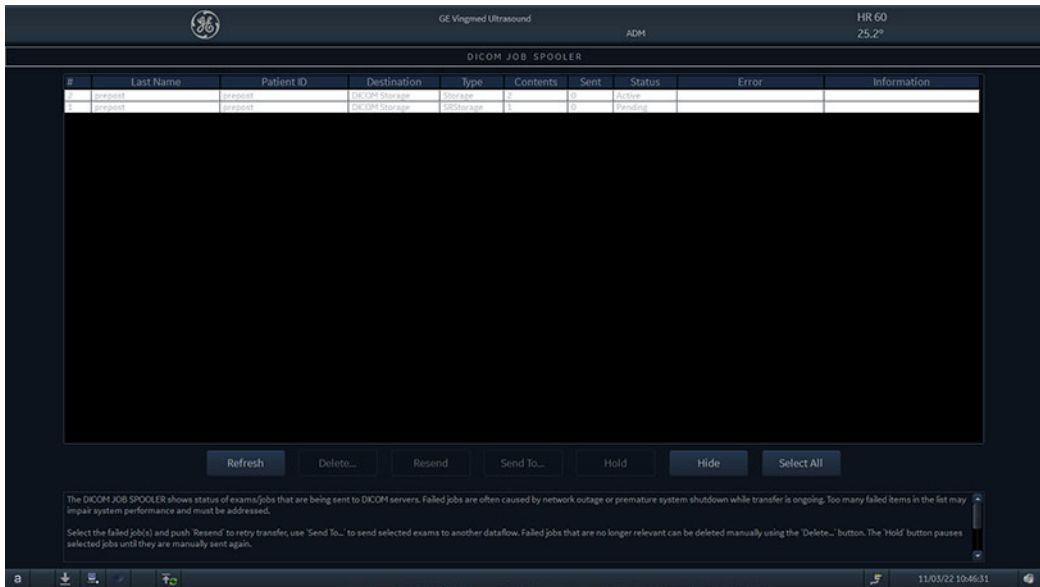 GE Vingmed Ultrasound
HR 60
ADM
25.2°
DICOM JOB SPOOLER
# Last Name Patient ID Destination Type Contents Sent Status Error Information
2 prepost prepost DICOM Storage Storage 2 0 Active
1 prepost prepost DICOM Storage SRStorage 1 0 Pending
Refresh Delete... Resend Send To... Hold Hide Select All
The DICOM JOB SPOOLER shows status of exams/jobs that are being sent to DICOM servers. Failed jobs are often caused by network outage or premature system shutdown while transfer is ongoing. Too many failed items in the list may
impair system performance and must be addressed.
Select the failed job(s) and push 'Resend' to retry transfer, use 'Send To...' to send selected exams to another dataflow. Failed jobs that are no longer relevant can be deleted manually using the 'Delete...' button. The 'Hold' button pauses
selected jobs until they are manually sent again.
a 11/03/22 10:46:31